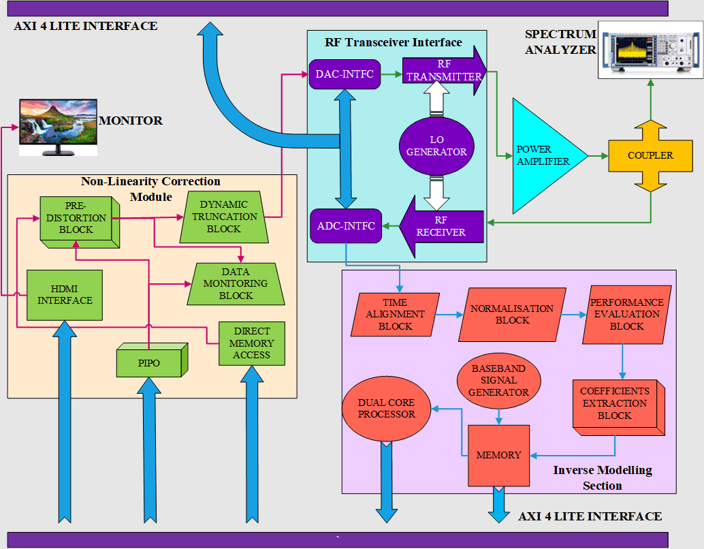 AXI 4 LITE INTERFACE
RF Transceiver Interface
SPECTRUM
ANALYZER
DAC-INTFC
RF
TRANSMITTER
MONITOR
LO
GENERATOR
POWER
AMPLIFIER
COUPLER
Non-Linearity Correction
Module
PRE-
DISTORTION
BLOCK
DYNAMIC
TRUNCATION
BLOCK
ADC-INTFC
RF
RECEIVER
DATA
MONITORING
BLOCK
HDMI
INTERFACE
DIRECT
MEMORY
ACCESS
PIPO
TIME
ALIGNMENT
BLOCK
NORMALISATION
BLOCK
PERFORMANCE
EVALUATION
BLOCK
BASEBAND
SIGNAL
GENERATOR
DUAL CORE
PROCESSOR
COEFFICIENTS
EXTRACTION
BLOCK
MEMORY
Inverse Modelling
Section
AXI 4 LITE INTERFACE